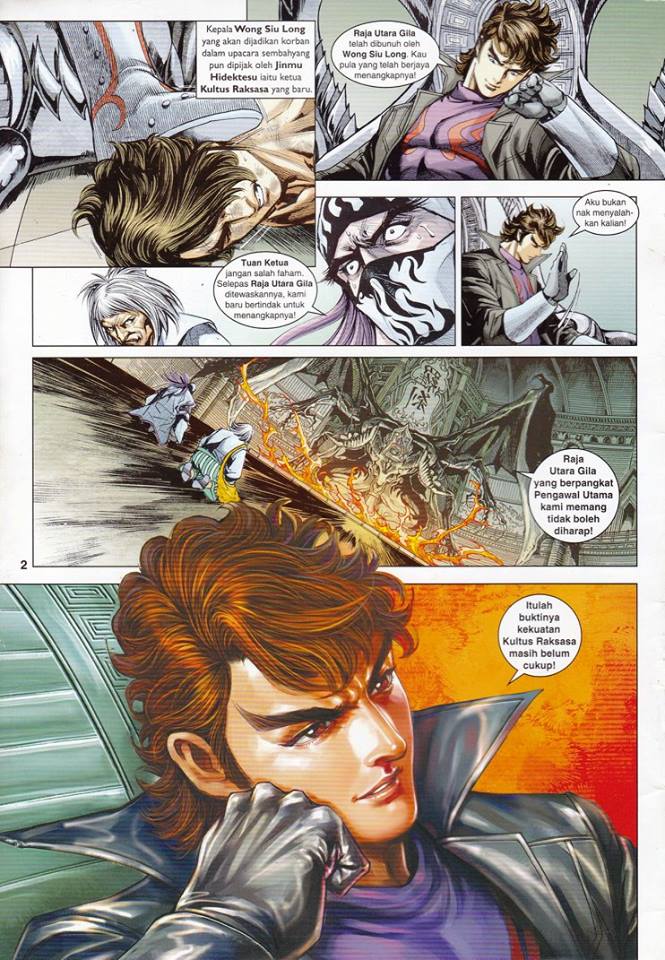 Kepala Wong Siu Long
yang akan dijadikan korban
dalam upacara sembahyang
pun dipijak oleh Jinmu
Hidektesu iaitu ketua
Kultus Raksasa yang baru.
Raja Utara Gila
telah dibunuh oleh
Wong Siu Long. Kau
pula yang telah berjaya
menangkapnya!
Tuan Ketua
jangan salah faham.
Selepas Raja Utara Gila
ditewaskannya, kami
baru bertindak untuk
menangkapnya!
Aku bukan
nak menyalah-
kan kalian!
Raja
Utara Gila
yang berpangkat
Pengawal Utama
kami memang
tidak boleh
diharap!
2
Itulah
buktinya
kekuatan
Kultus Raksasa
masih belum
cukup!